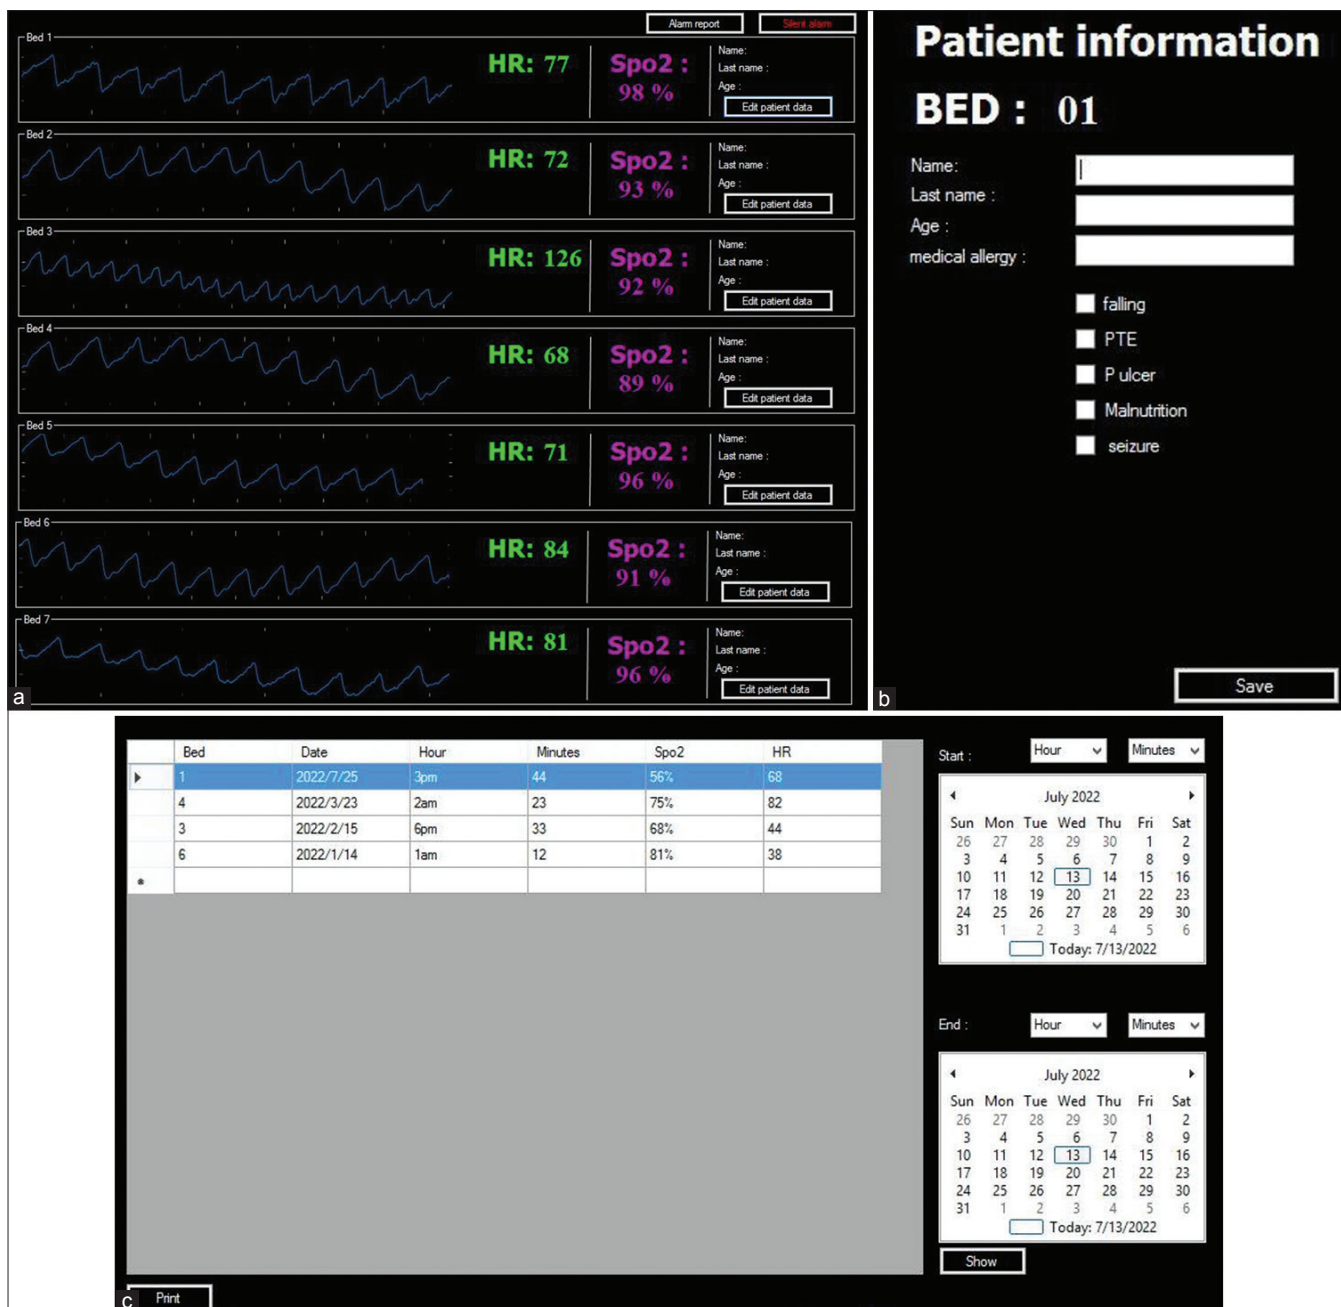 Alarm report Silent alarm
Bed 1
HR: 77
Spo2 :
98 %
Name:
Last name :
Age :
Edit patient data
Bed 2
HR: 72
Spo2 :
93 %
Name:
Last name :
Age :
Edit patient data
Bed 3
HR: 126
Spo2 :
92 %
Name:
Last name :
Age :
Edit patient data
Bed 4
HR: 68
Spo2 :
89 %
Name:
Last name :
Age :
Edit patient data
Bed 5
HR: 71
Spo2 :
96 %
Name:
Last name :
Age :
Edit patient data
Bed 6
HR: 84
Spo2 :
91 %
Name:
Last name :
Age :
Edit patient data
Bed 7
HR: 81
Spo2 :
96 %
Name:
Last name :
Age :
Edit patient data
a
Patient information
BED : 01
Name:
Last name :
Age :
medical allergy :
falling
PTE
P ulcer
Malnutrition
seizure
Save
b
Bed Date Hour Minutes Spo2 HR
1 2022/7/25 3pm 44 56% 68
4 2022/3/23 2am 23 75% 82
3 2022/2/15 6pm 33 68% 44
6 2022/1/14 1am 12 81% 38
Start : Hour Minutes
July 2022
Sun Mon Tue Wed Thu Fri Sat
26 27 28 29 30 1 2
3 4 5 6 7 8 9
10 11 12 13 14 15 16
17 18 19 20 21 22 23
24 25 26 27 28 29 30
31 1 2 3 4 5 6
Today: 7/13/2022
End : Hour Minutes
July 2022
Sun Mon Tue Wed Thu Fri Sat
26 27 28 29 30 1 2
3 4 5 6 7 8 9
10 11 12 13 14 15 16
17 18 19 20 21 22 23
24 25 26 27 28 29 30
31 1 2 3 4 5 6
Today: 7/13/2022
Show
Print
c